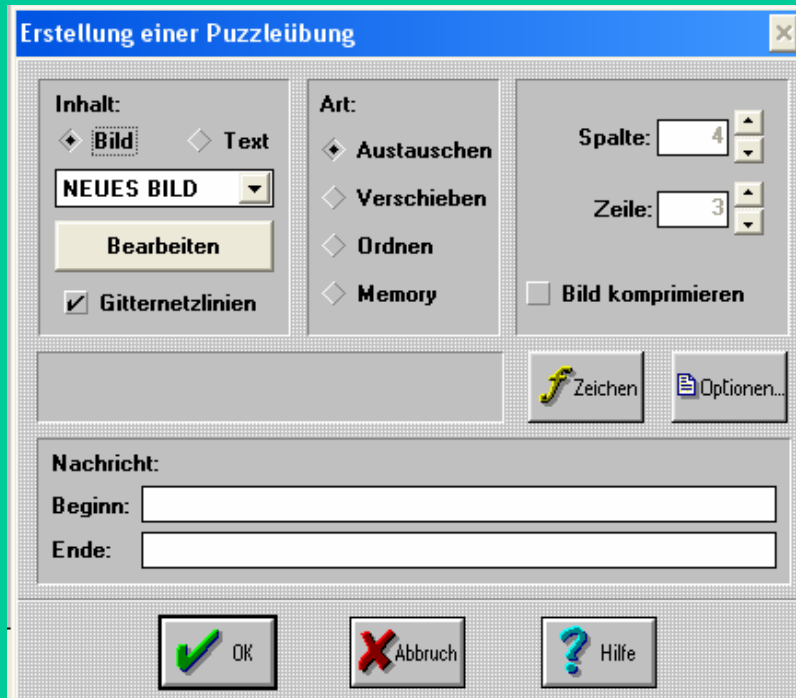 Erstellung einer Puzzleübung
Inhalt:
Bild Text
NEUES BILD
Bearbeiten
Gitternetzlinien
Art:
Austauschen
Verschieben
Ordnen
Memory
Spalte: 4
Zeile: 3
Bild komprimieren
Zeichen Optionen...
Nachricht:
Beginn:
Ende:
OK Abbruch Hilfe